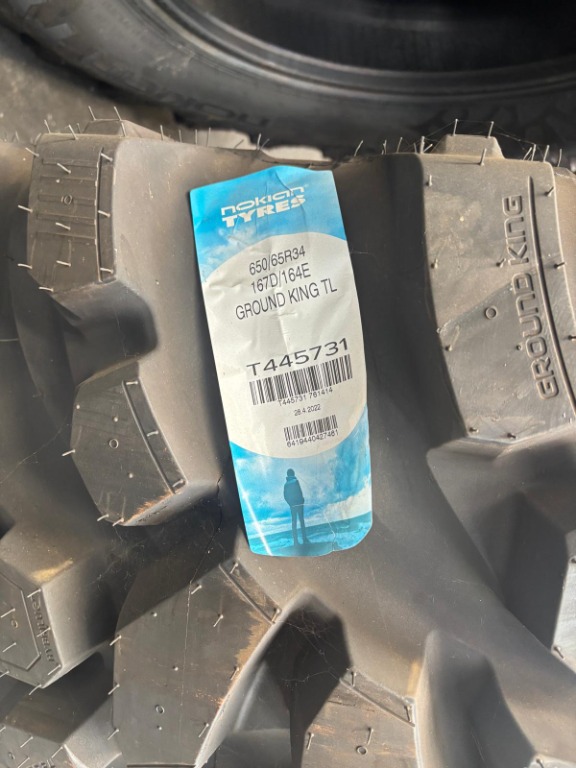 nokian
TYRES
650/65R34
167D/164E
GROUND KING TL
T445731
T445731 761414
28.4.2022
6419440427461
GROUND KING